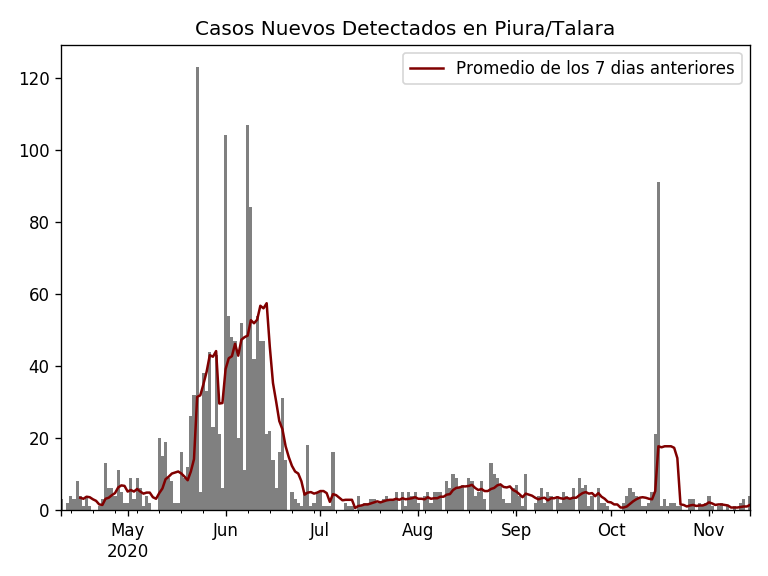 Casos Nuevos Detectados en Piura/Talara
Promedio de los 7 dias anteriores
120
100
80
60
40
20
0
May Jun Jul Aug Sep Oct Nov
2020